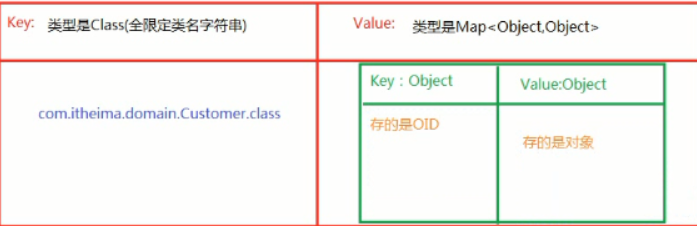 Key: 类型是Class(全限定类名字符串)
Value: 类型是Map<Object,Object>
com.itheima.domain.Customer.class
Key : Object
Value:Object
存的是OID
存的是对象